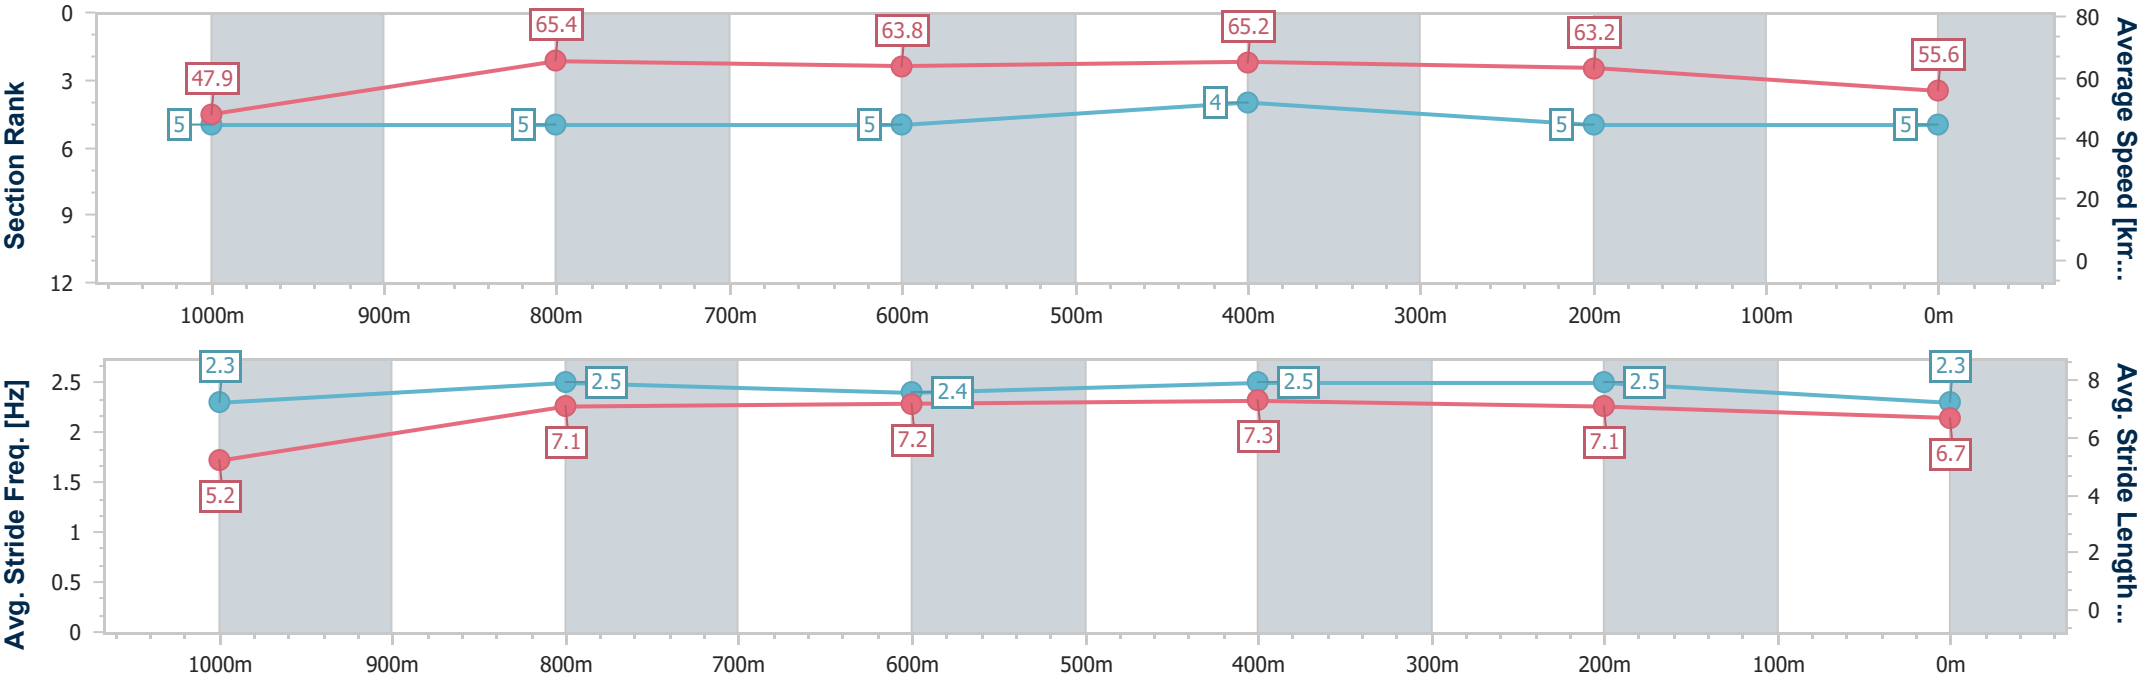 Section Rank
0
3
6
9
12
47.9
65.4
63.8
65.2
63.2
55.6
5
5
5
4
5
5
80
60
40
20
0
Average Speed [km...
1000m
900m
800m
700m
600m
500m
400m
300m
200m
100m
0m
Avg. Stride Freq. [Hz]
2.5
2
1.5
1
0.5
0
2.3
2.5
2.4
2.5
2.5
2.3
5.2
7.1
7.2
7.3
7.1
6.7
8
6
4
2
0
Avg. Stride Length ...
1000m
900m
800m
700m
600m
500m
400m
300m
200m
100m
0m